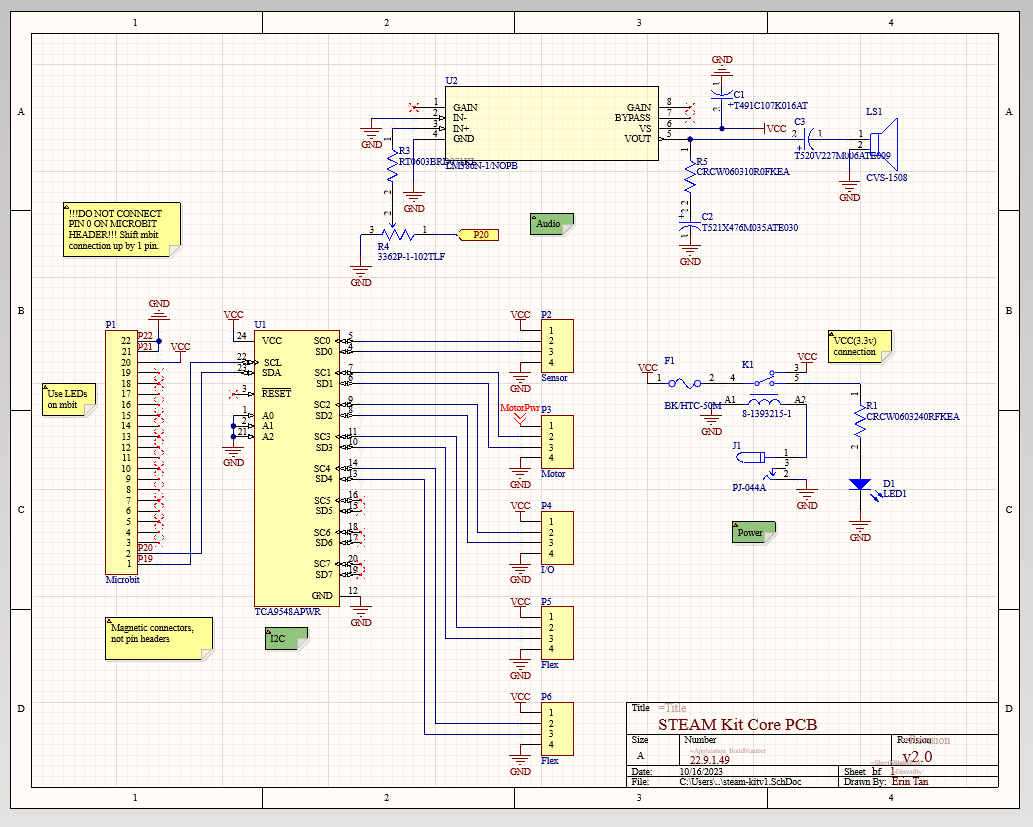 1 2 3 4
A A
B B
C C
D D
1 2 3 4
U2
1 GAIN
2 IN-
3 IN+
4 GND
GAIN 8
BYPASS 7
VS 6
VOUT 5
LM386N-1/NOPB
GND
C1
T491C107K016AT
VCC
C3
2 1
T520V227M006ATE009
LS1
1
2
CVS-1508
GND
GND
R3
GND
R5
CRCW060310R0FKEA
C2
T521X476M035ATE030
GND
3 1
P20
R4
3362P-1-102TLF
GND
Audio
!!!DO NOT CONNECT
PIN 0 ON MICROBIT
HEADER!!! Shift mbit
connection up by 1 pin.
GND
P1
22 P22
21 P21
20 VCC
19
18
17
16
15
14
13
12
11
10
9
8
7
6
5
4
3
2 P20
1 P19
Microbit
Use LEDs
on mbit
Magnetic connectors,
not pin headers
VCC
U1
24 VCC
22 SCL
23 SDA
3 RESET
1 A0
2 A1
21 A2
GND
SC0 5
SD0 4
SC1 7
SD1 6
SC2 9
SD2 8
SC3 11
SD3 10
SC4 14
SD4 13
SC5 16
SD5 15
SC6 18
SD6 17
SC7 20
SD7 19
GND 12
TCA9548APWR
GND
I2C
VCC P2
1
2
3
4
GND Sensor
MotorPwr P3
1
2
3
4
GND Motor
VCC P4
1
2
3
4
GND I/O
VCC P5
1
2
3
4
GND Flex
VCC P6
1
2
3
4
GND Flex
VCC(3.3v)
connection
VCC F1
1 2
BK/HTC-50M
K1
4 3
5
VCC
A1 A2
8-1393215-1
GND
J1
1
3
2
PJ-044A
GND
R1
CRCW0603240RFKEA
D1
LED1
GND
Power
Title =Title
STEAM Kit Core PCB
Size Number Revision
A 22.9.1.49 v2.0
Date: 10/16/2023 Sheet of 1
File: C:\Users\..\steam-kitv1.SchDoc Drawn By: Erin Tan